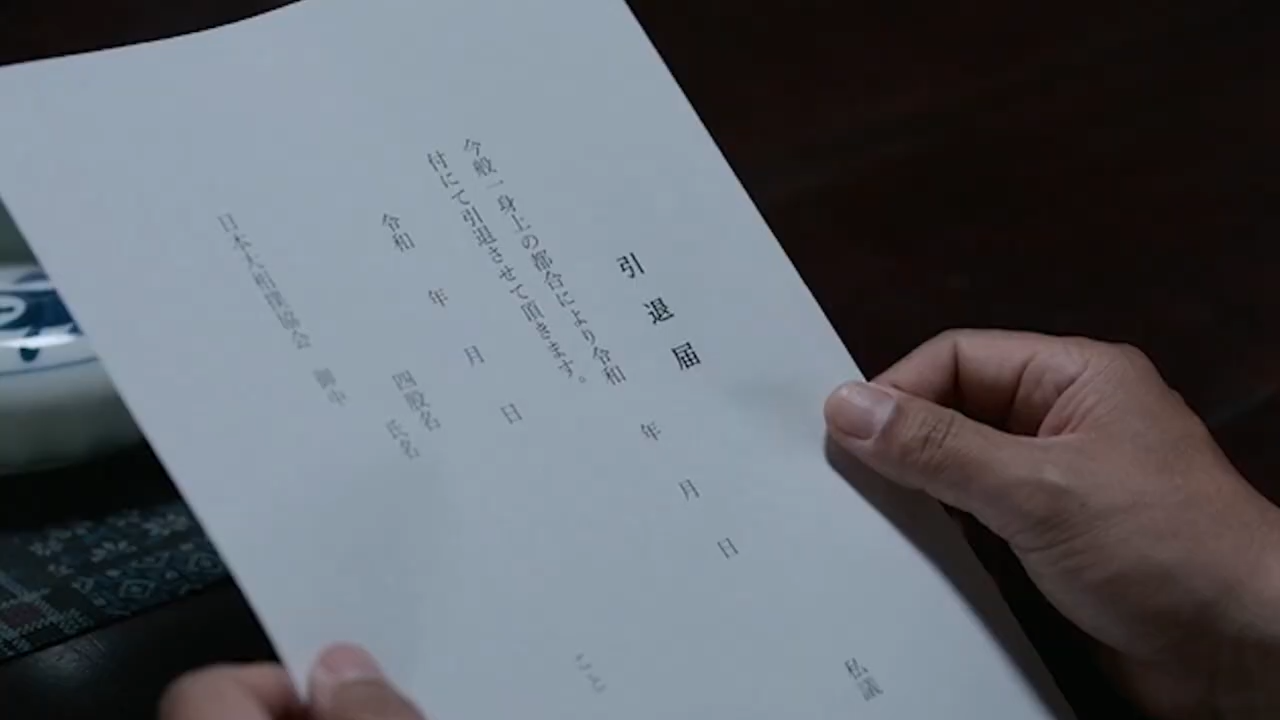 引退届
私議
今般一身上の都合により令和　年　月　日
付にて引退させて頂きます。
令和　年　月　日
四股名
氏名
日本大相撲協会　御中